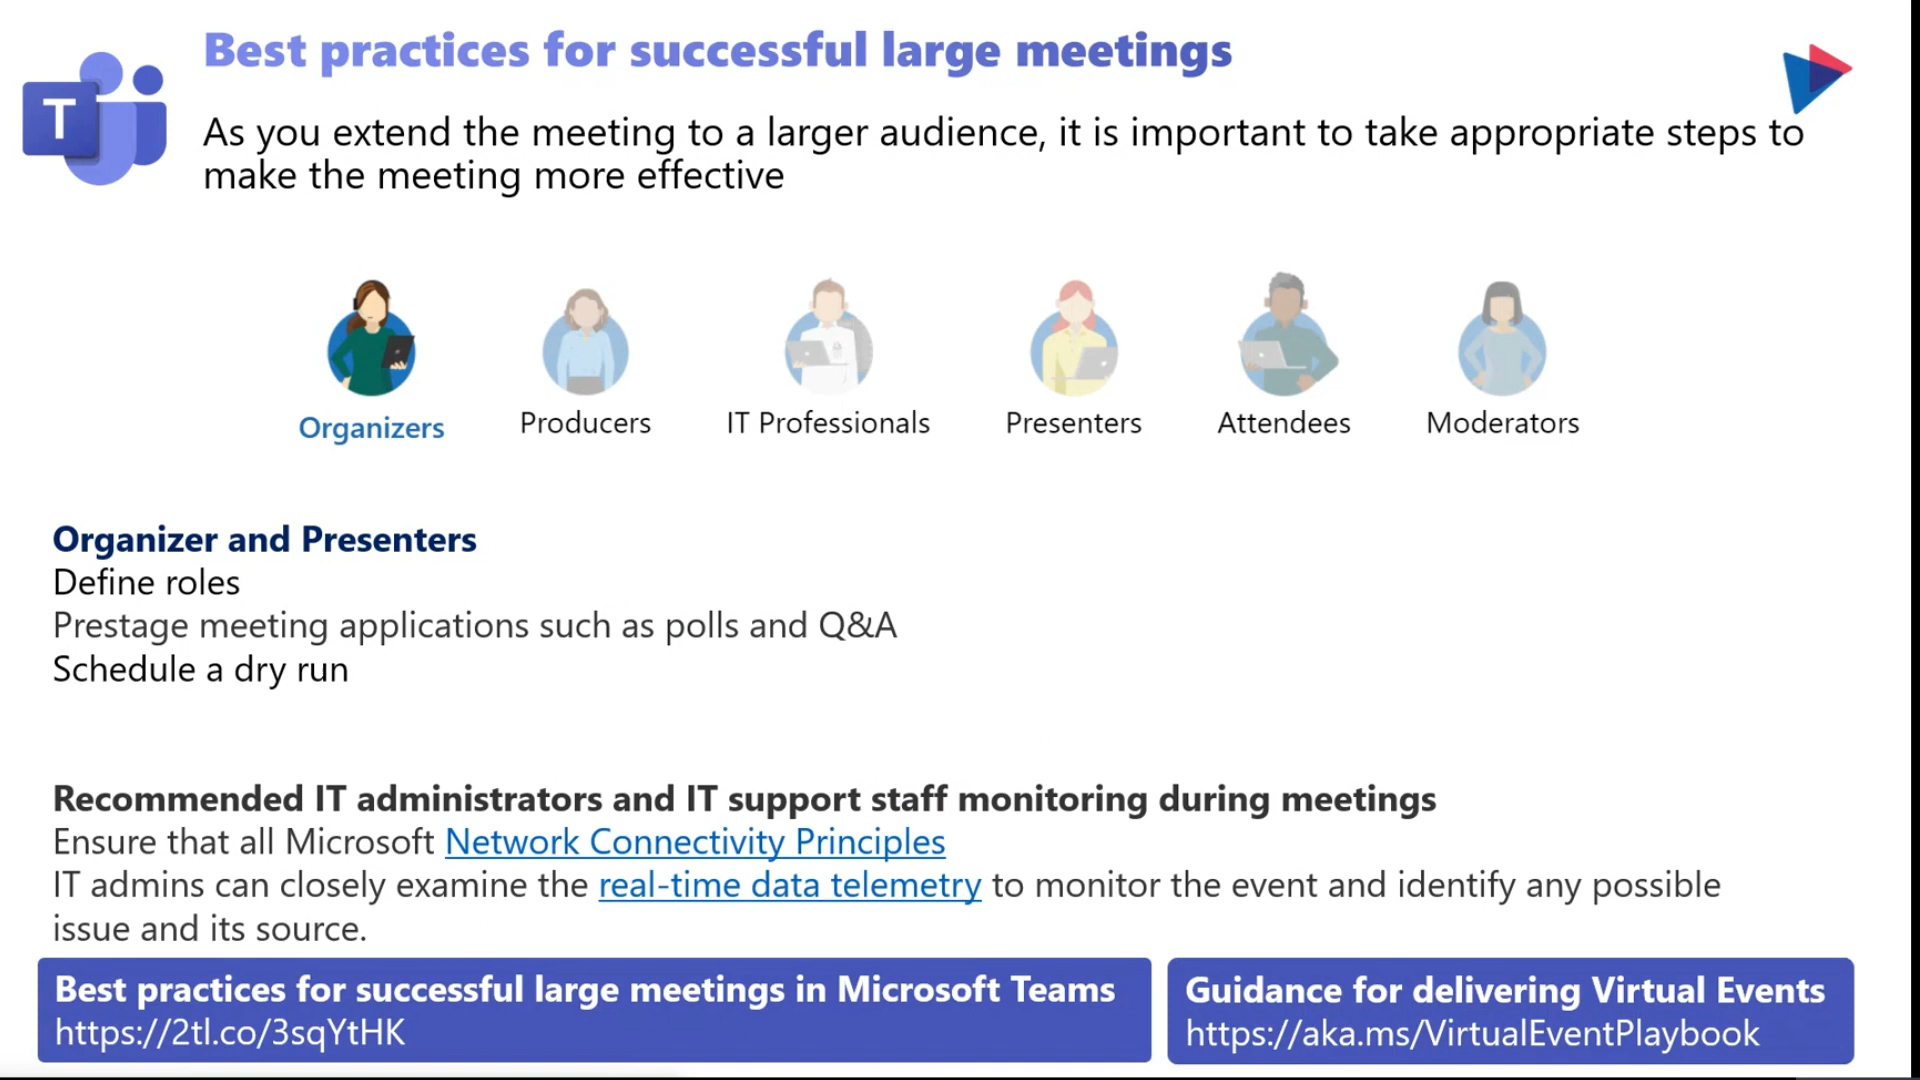 Best practices for successful large meetings
T
As you extend the meeting to a larger audience, it is important to take appropriate steps to
make the meeting more effective
Organizers
Producers
IT Professionals
Presenters
Attendees
Moderators
Organizer and Presenters
Define roles
Prestage meeting applications such as polls and Q&A
Schedule a dry run
Recommended IT administrators and IT support staff monitoring during meetings
Ensure that all Microsoft Network Connectivity Principles
IT admins can closely examine the real-time data telemetry to monitor the event and identify any possible
issue and its source.
Best practices for successful large meetings in Microsoft Teams
https://2tl.co/3sqYtHK
Guidance for delivering Virtual Events
https://aka.ms/VirtualEventPlaybook